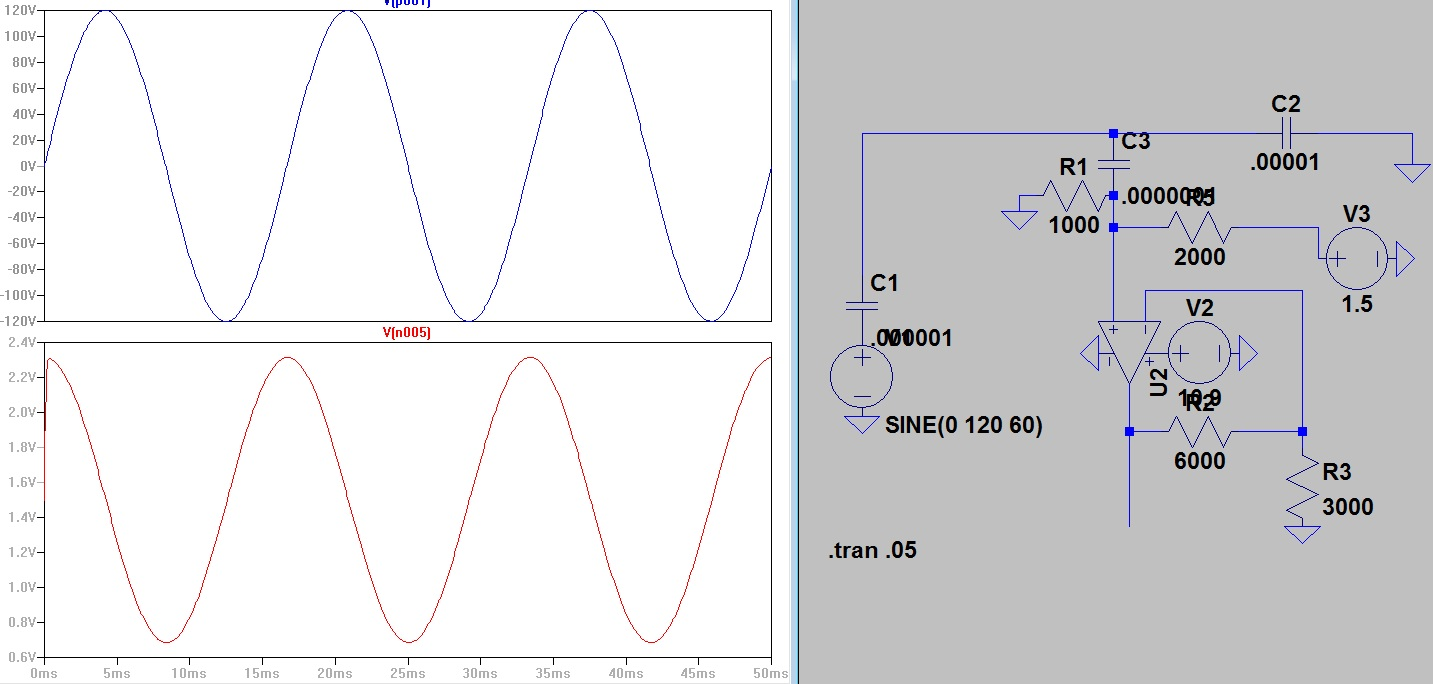 V(p001)
120V
100V
80V
60V
40V
20V
0V
-20V
-40V
-60V
-80V
-100V
-120V
V(n005)
2.4V
2.2V
2.0V
1.8V
1.6V
1.4V
1.2V
1.0V
0.8V
0.6V
0ms 5ms 10ms 15ms 20ms 25ms 30ms 35ms 40ms 45ms 50ms
C2
.00001
C3
R1
R5
1000
2000
V3
1.5
C1
V1
.000001
V2
U2
R2
6000
SINE(0 120 60)
R3
3000
.tran .05